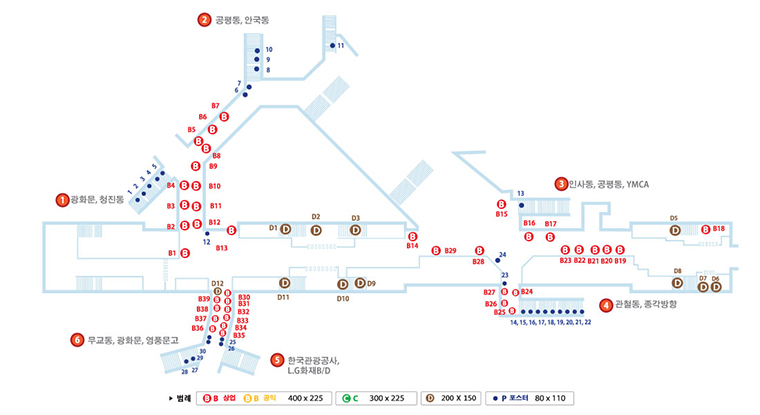 2 공평동, 안국동
10
9
8
11
7
6
B7
B6
B5
B8
B9
B4
B10
B3
B11
B2
B12
12
B13
B1
1 2 3 4 5
1 광화문, 청진동
D1
D2
D3
B14
B29
B28
24
23
3 인사동, 공평동, YMCA
13
B15
B16
B17
D5
B18
B23 B22 B21 B20 B19
D8
D7
D6
B27
B24
B26
B25
4 관철동, 종각방향
14, 15, 16, 17, 18, 19, 20, 21, 22
D12
D11
D10
D9
B39
B30
B31
B38
B32
B37
B33
B36
B34
B35
25
26
30
29
28
27
6 무교동, 광화문, 영풍문고
5 한국관광공사,
L.G화재B/D
▶ 범례 B B 상업 B B 공익 400 x 225 C C 300 x 225 D 200 X 150 P 포스터 80 x 110